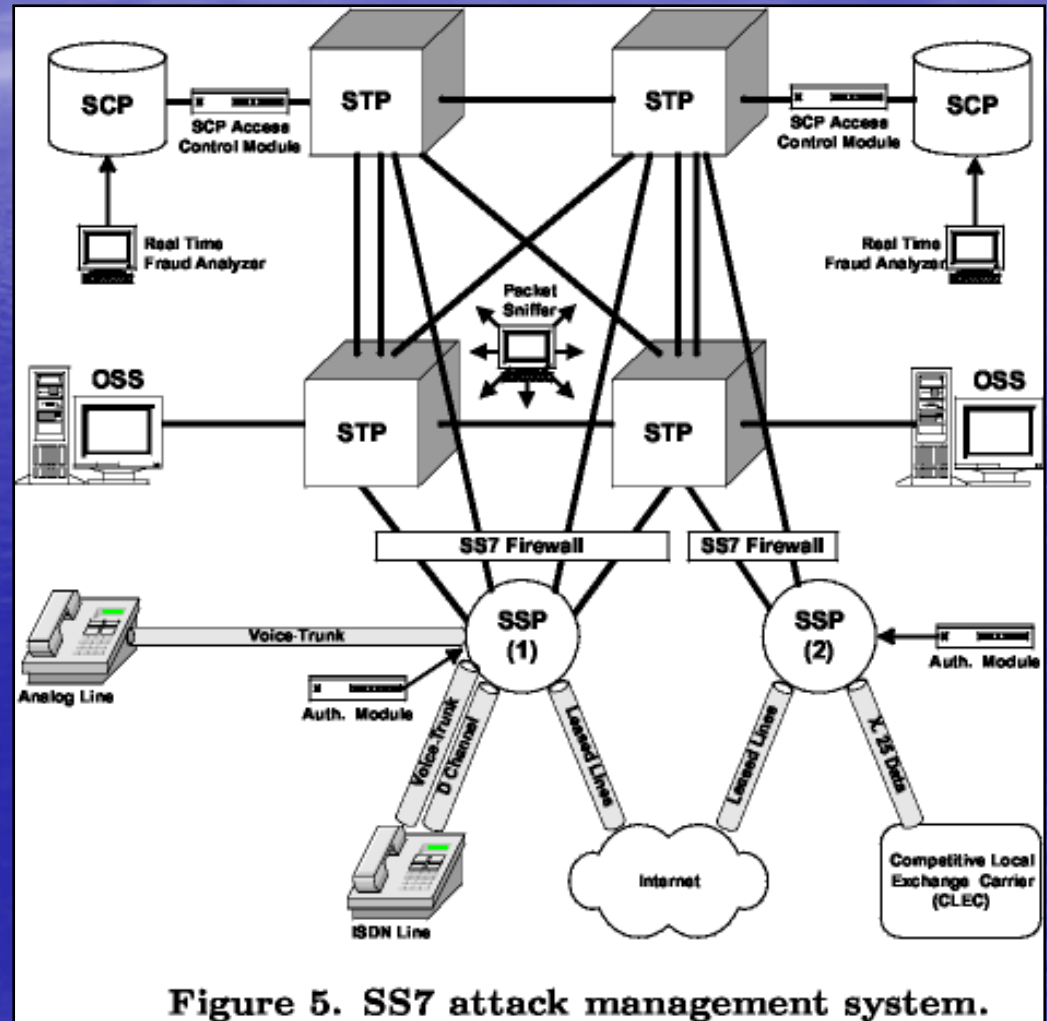 SCP
SCP Access
Control Module
STP
STP
SCP Access
Control Module
SCP
Real Time
Fraud Analyzer
Real Time
Fraud Analyzer
Packet
Sniffer
OSS
STP
STP
OSS
SS7 Firewall
SS7 Firewall
Analog Line
Voice-Trunk
SSP
(1)
SSP
(2)
Auth. Module
Auth. Module
Voice-Trunk
D Channel
Leased Lines
Leased Lines
X. 25 Data
ISDN Line
Internet
Competitive Local
Exchange Carrier
(CLEC)
Figure 5. SS7 attack management system.